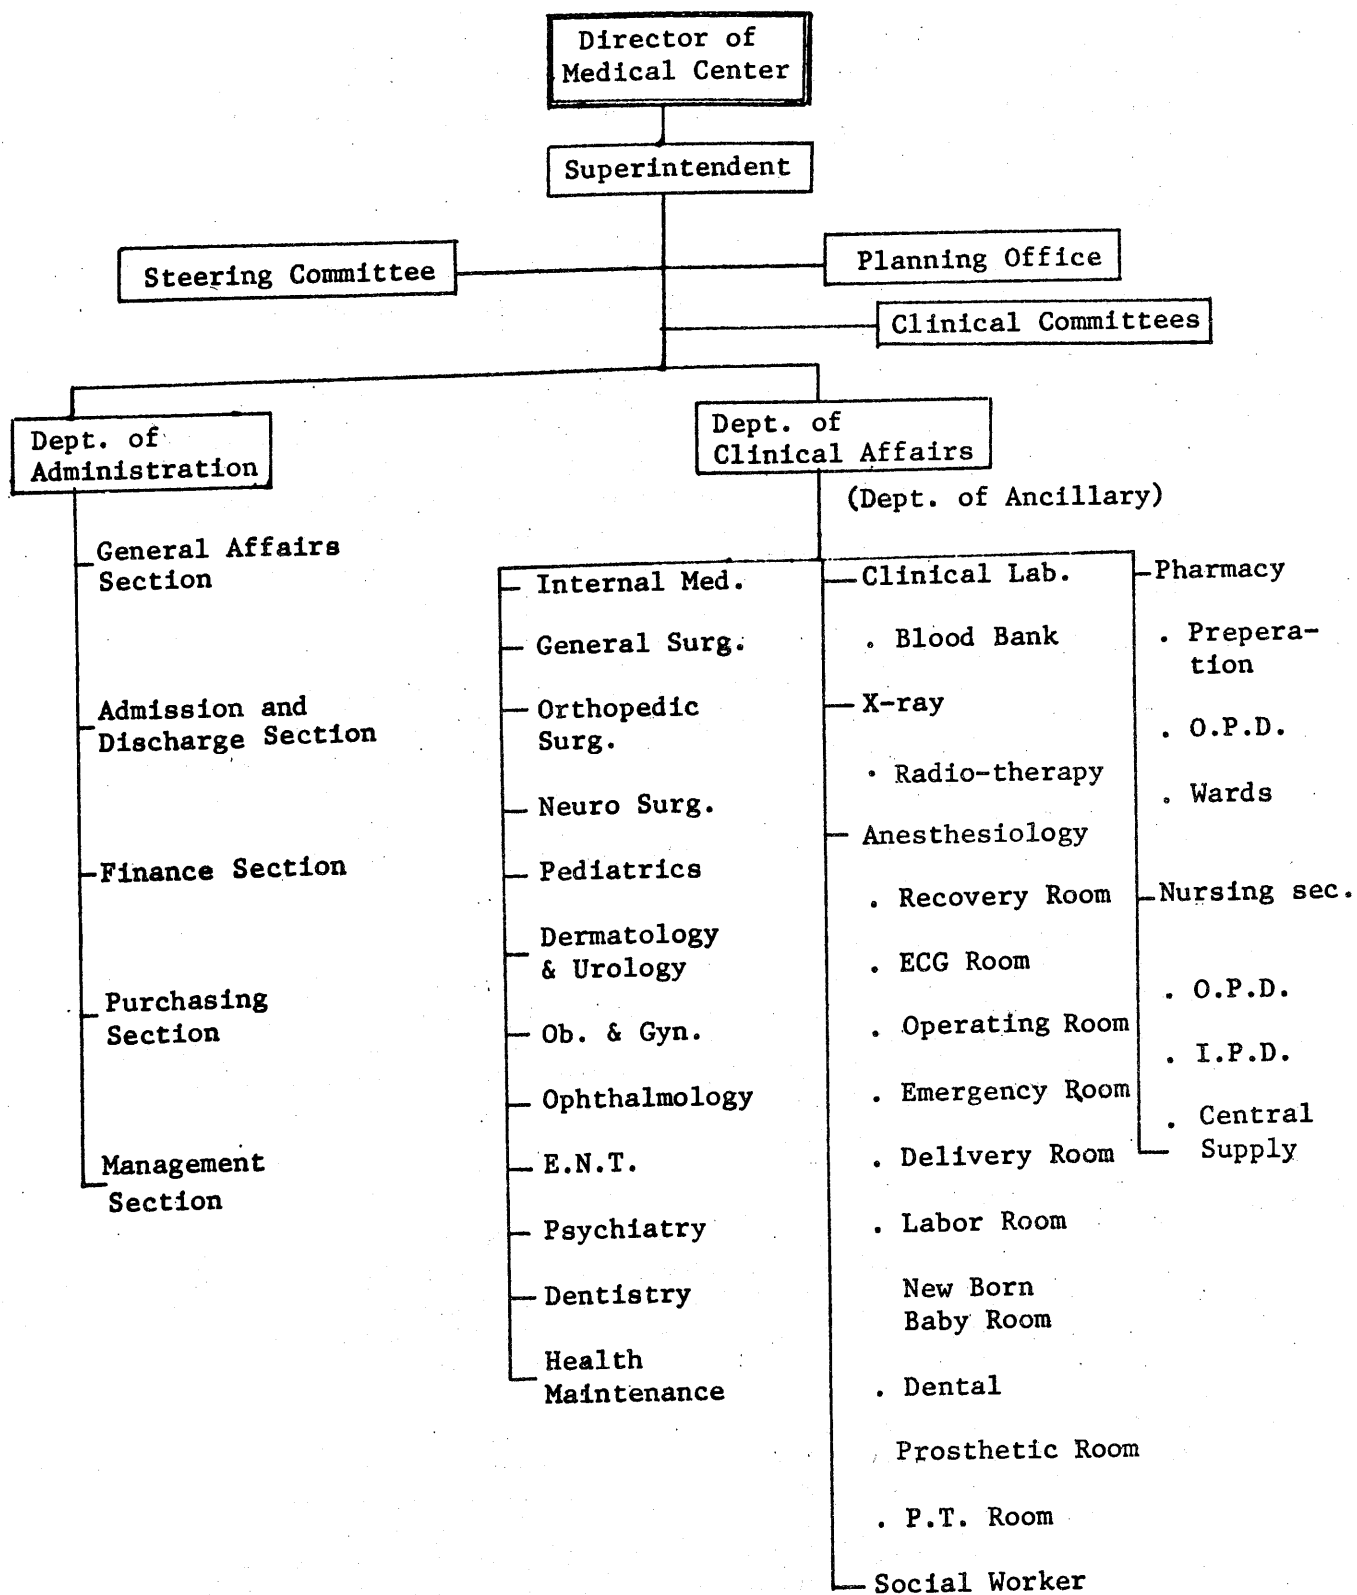 Director of
Medical Center
Superintendent
Steering Committee
Planning Office
Clinical Committees
Dept. of
Administration
Dept. of
Clinical Affairs
(Dept. of Ancillary)
General Affairs
Section
Admission and
Discharge Section
Finance Section
Purchasing
Section
Management
Section
Internal Med.
General Surg.
Orthopedic
Surg.
Neuro Surg.
Pediatrics
Dermatology
& Urology
Ob. & Gyn.
Ophthalmology
E.N.T.
Psychiatry
Dentistry
Health
Maintenance
Clinical Lab.
. Blood Bank
X-ray
. Radio-therapy
Anesthesiology
. Recovery Room
. ECG Room
. Operating Room
. Emergency Room
. Delivery Room
. Labor Room
New Born
Baby Room
. Dental
Prosthetic Room
. P.T. Room
Social Worker
Pharmacy
. Prepera-
tion
. O.P.D.
. Wards
Nursing sec.
. O.P.D.
. I.P.D.
. Central
Supply